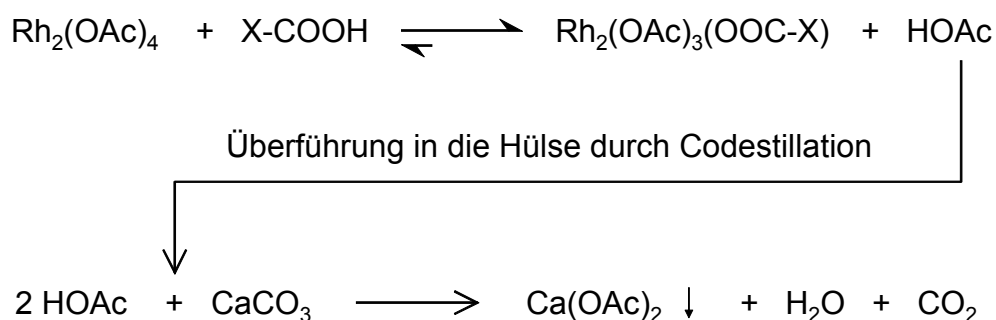 Rh₂(OAc)₄ + X-COOH ⇌ Rh₂(OAc)₃(OOC-X) + HOAc
Überführung in die Hülse durch Codestillation
2 HOAc + CaCO₃ → Ca(OAc)₂ ↓ + H₂O + CO₂